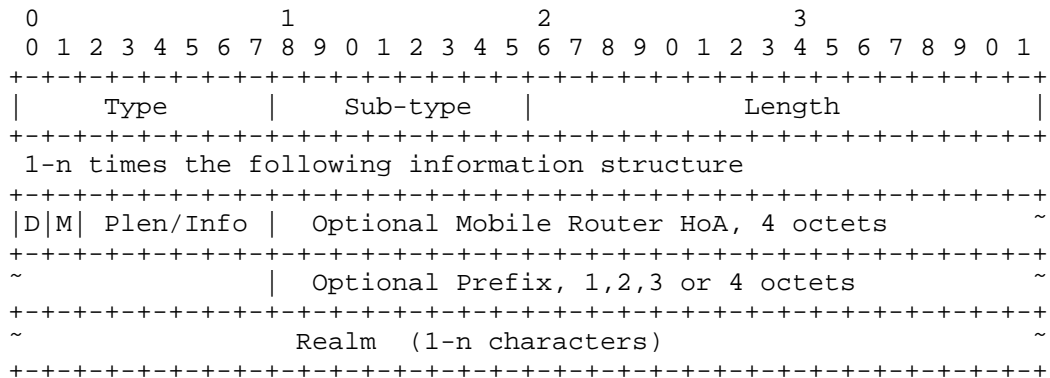 0                   1                   2                   3
 0 1 2 3 4 5 6 7 8 9 0 1 2 3 4 5 6 7 8 9 0 1 2 3 4 5 6 7 8 9 0 1
+-+-+-+-+-+-+-+-+-+-+-+-+-+-+-+-+-+-+-+-+-+-+-+-+-+-+-+-+-+-+-+-+
|     Type      |    Sub-type   |             Length            |
+-+-+-+-+-+-+-+-+-+-+-+-+-+-+-+-+-+-+-+-+-+-+-+-+-+-+-+-+-+-+-+-+
 1-n times the following information structure
+-+-+-+-+-+-+-+-+-+-+-+-+-+-+-+-+-+-+-+-+-+-+-+-+-+-+-+-+-+-+-+-+
|D|M| Plen/Info |  Optional Mobile Router HoA, 4 octets         ~
+-+-+-+-+-+-+-+-+-+-+-+-+-+-+-+-+-+-+-+-+-+-+-+-+-+-+-+-+-+-+-+-+
~               |  Optional Prefix, 1,2,3 or 4 octets           ~
+-+-+-+-+-+-+-+-+-+-+-+-+-+-+-+-+-+-+-+-+-+-+-+-+-+-+-+-+-+-+-+-+
~                 Realm  (1-n characters)                       ~
+-+-+-+-+-+-+-+-+-+-+-+-+-+-+-+-+-+-+-+-+-+-+-+-+-+-+-+-+-+-+-+-+